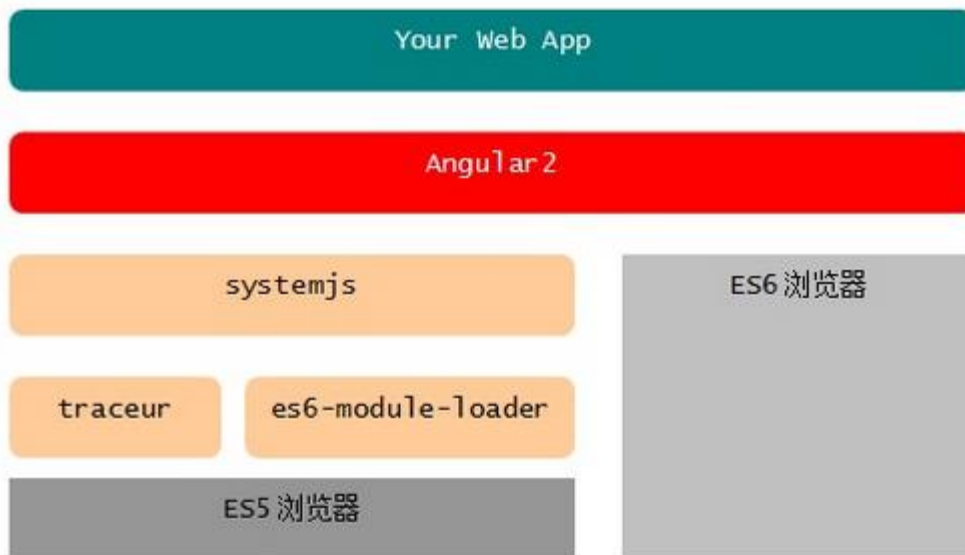 Your Web App
Angular2
systemjs
ES6 浏览器
traceur
es6-module-loader
ES5 浏览器